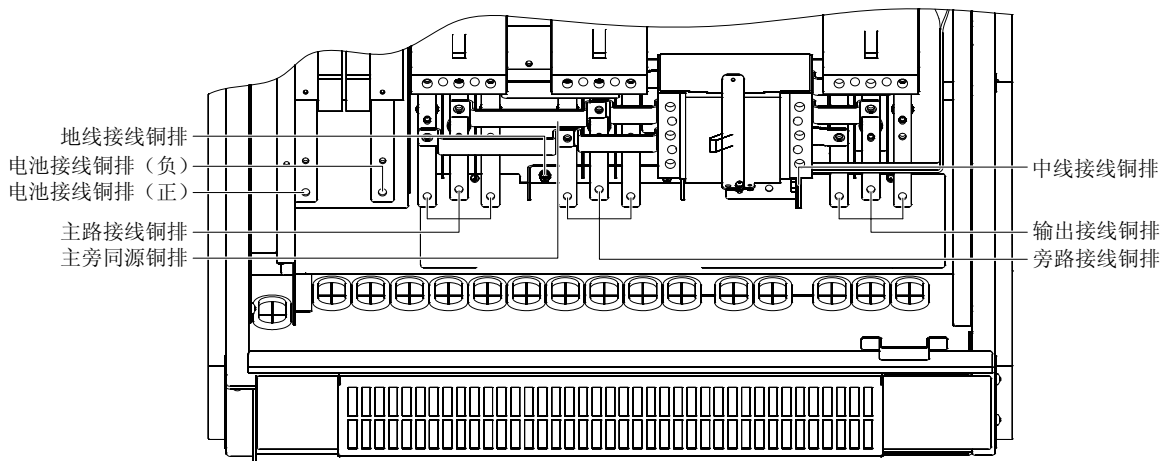 地线接线铜排
电池接线铜排（负）
电池接线铜排（正）
主路接线铜排
主旁同源铜排
中线接线铜排
输出接线铜排
旁路接线铜排